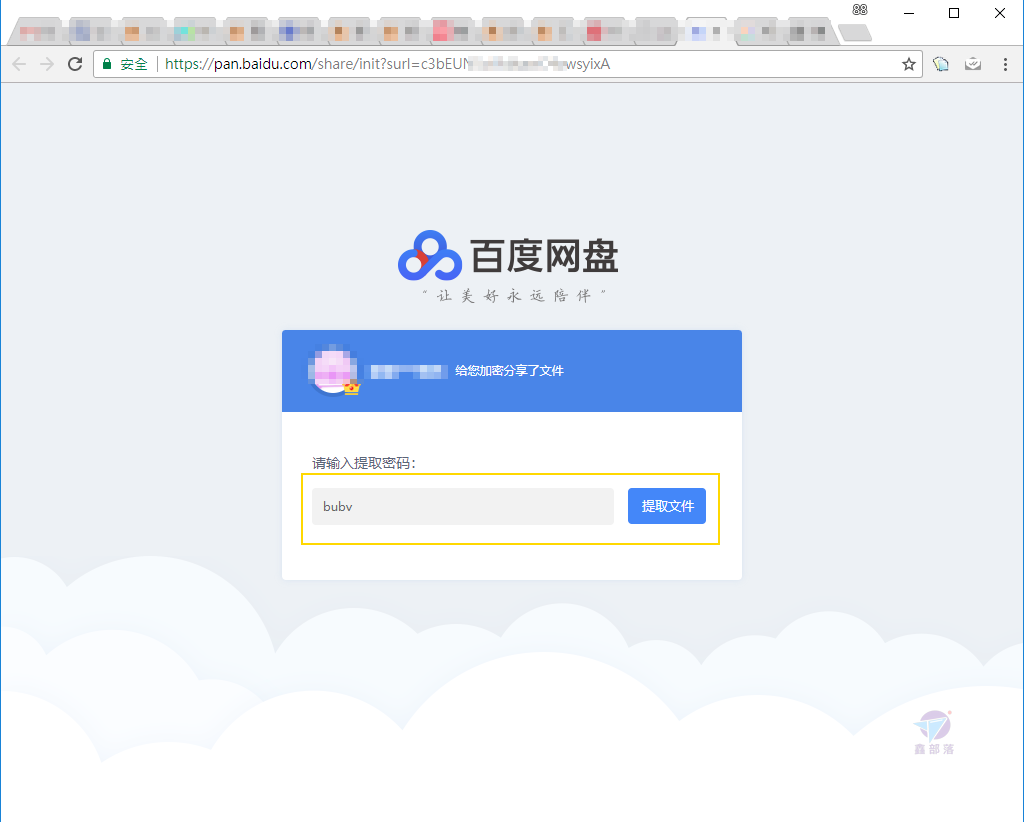 88
安全 https://pan.baidu.com/share/init?surl=c3bEU wsyixA
百度网盘
“让美好永远陪伴”
给您加密分享了文件
请输入提取密码：
bubv 提取文件
鑫部落